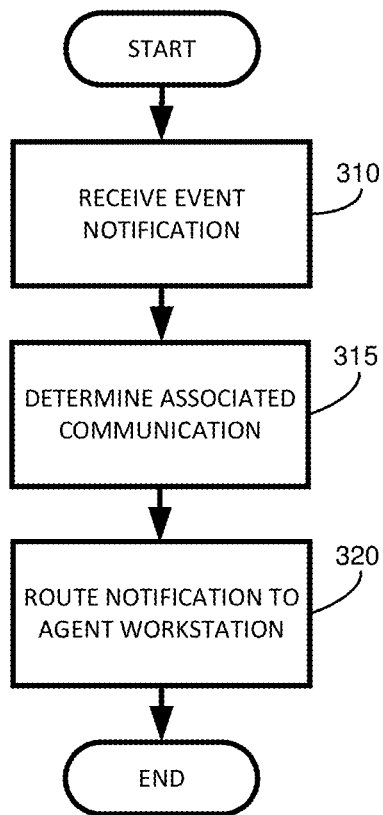 START
RECEIVE EVENT
NOTIFICATION
310
DETERMINE ASSOCIATED
COMMUNICATION
315
ROUTE NOTIFICATION TO
AGENT WORKSTATION
320
END